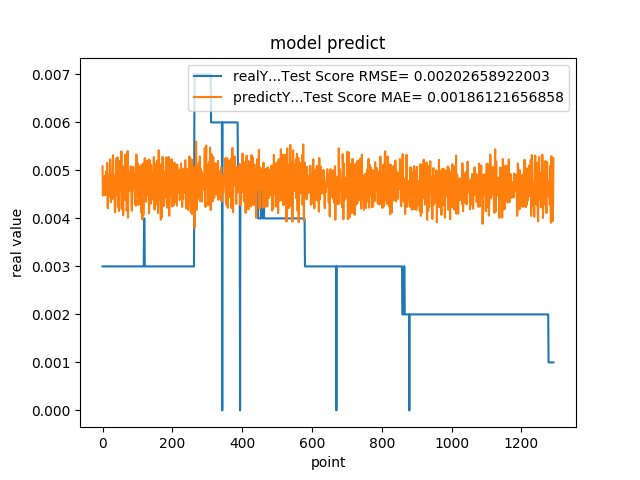 model predict
realY...Test Score RMSE= 0.00202658922003
predictY...Test Score MAE= 0.00186121656858
real value
0.007
0.006
0.005
0.004
0.003
0.002
0.001
0.000
0 200 400 600 800 1000 1200
point